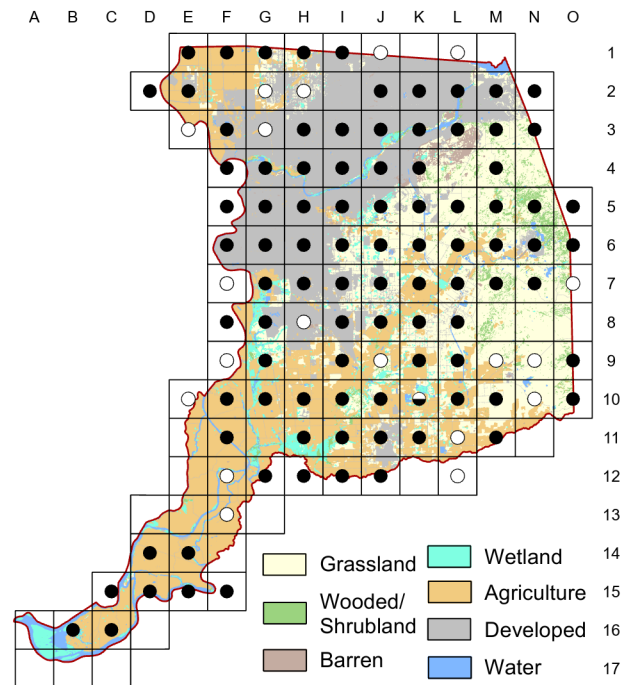 A B C D E F G H I J K L M N O
1
2
3
4
5
6
7
8
9
10
11
12
13
14
15
16
17
Grassland
Wooded/
Shrubland
Barren
Wetland
Agriculture
Developed
Water